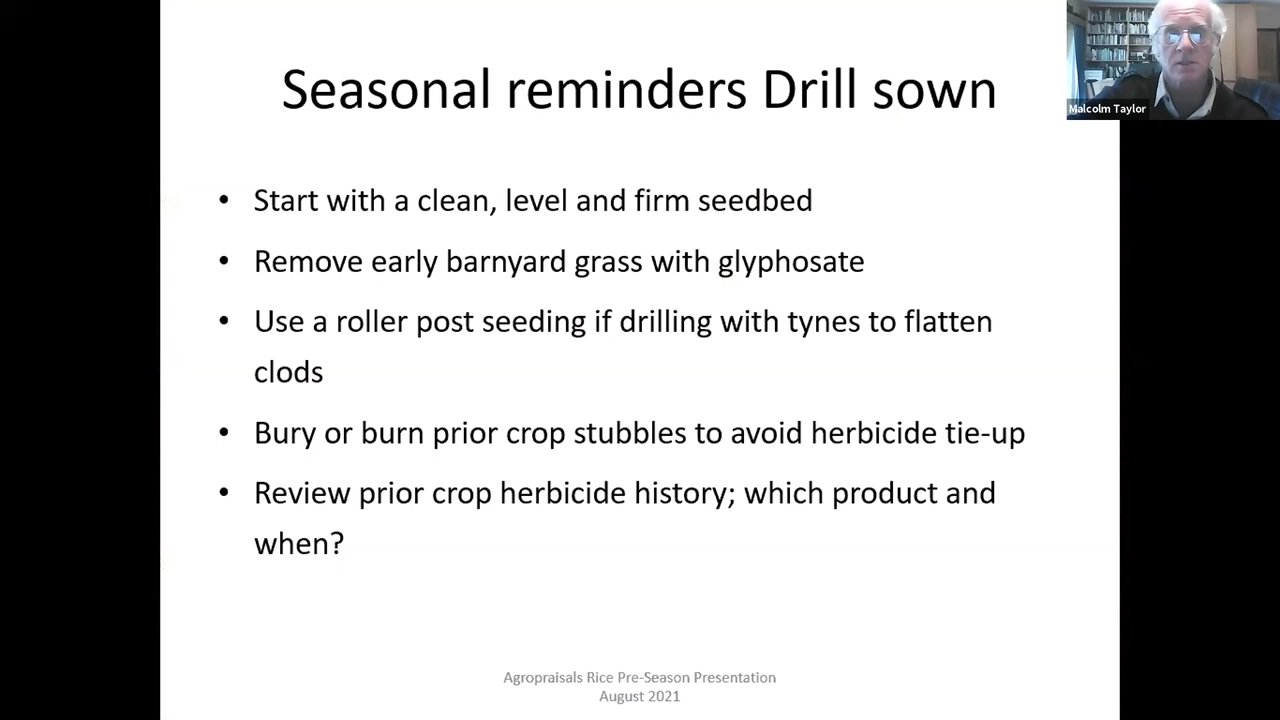 Seasonal reminders Drill sown
Malcolm Taylor
• Start with a clean, level and firm seedbed
• Remove early barnyard grass with glyphosate
• Use a roller post seeding if drilling with tynes to flatten
clods
• Bury or burn prior crop stubbles to avoid herbicide tie-up
• Review prior crop herbicide history; which product and
when?
Agropraisals Rice Pre-Season Presentation
August 2021